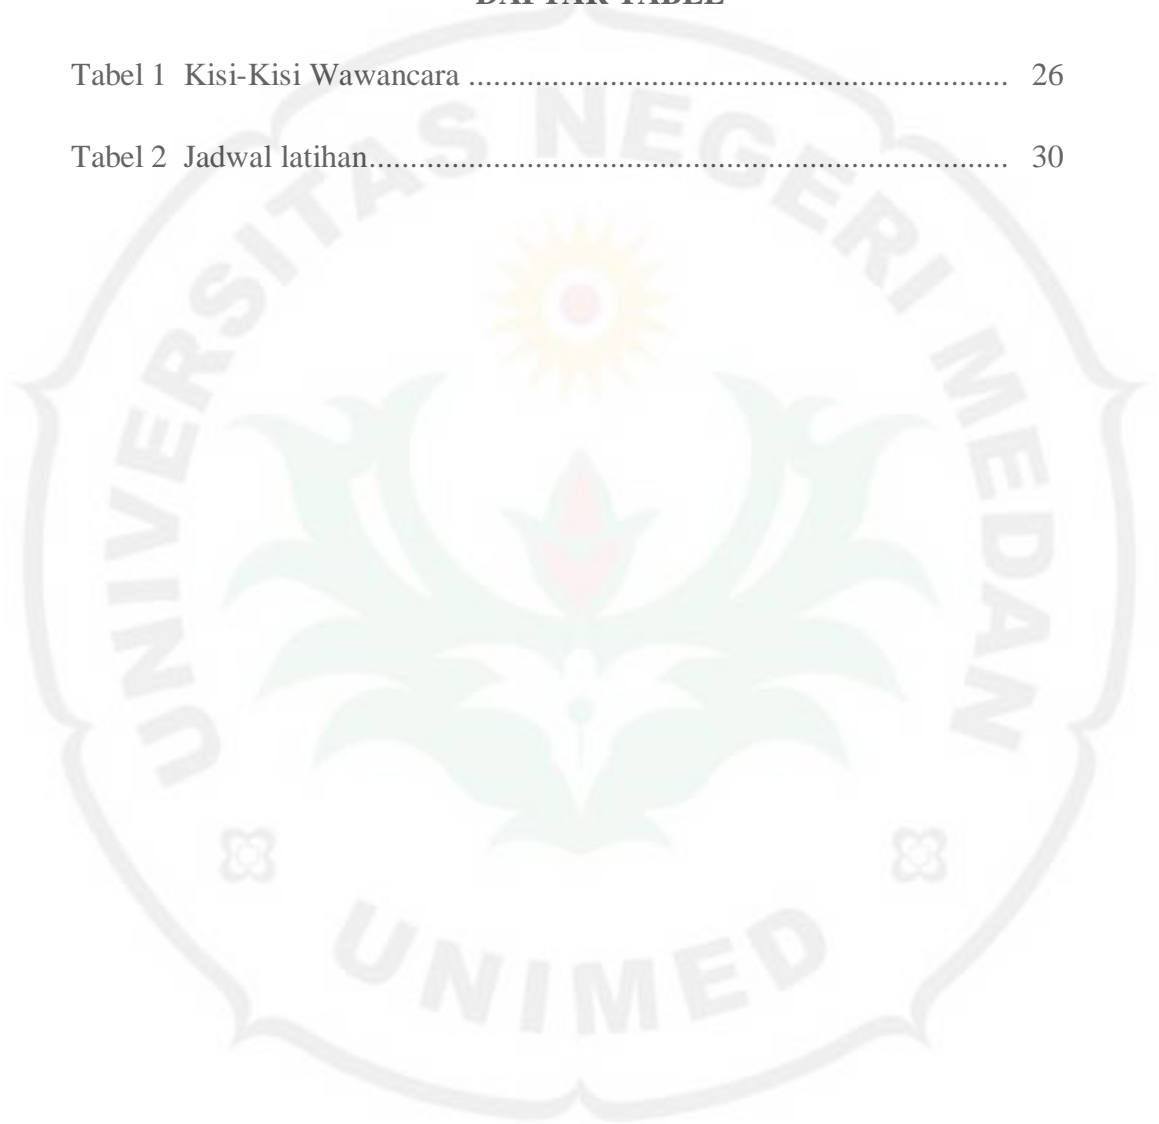 DAFTAR TABEL
Tabel 1 Kisi-Kisi Wawancara ................................................................. 26
Tabel 2 Jadwal latihan............................................................................. 30
UNIVERSITAS NEGERI MEDAN
UNIMED